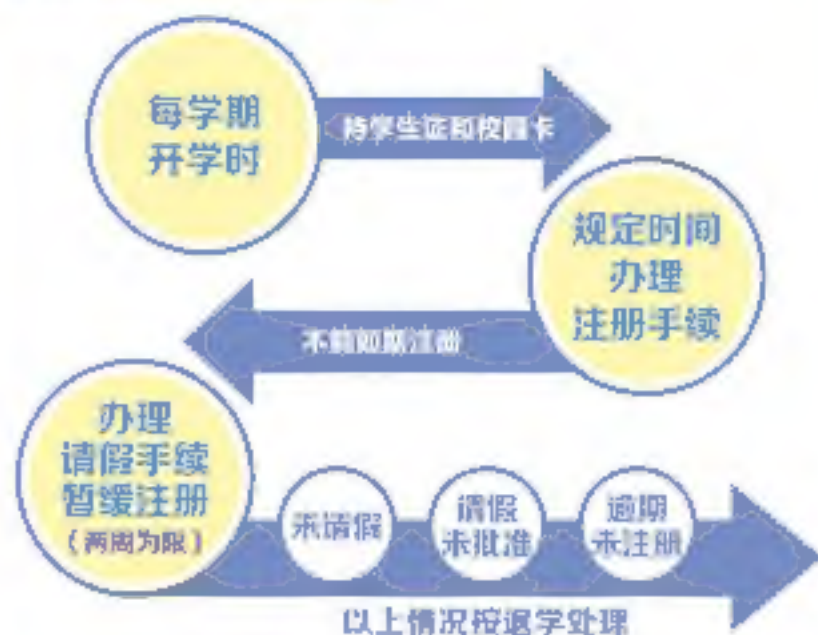 每学期
开学时
持学生证和校园卡
规定时间
办理
注册手续
不能如期注册
办理
请假手续
暂缓注册
(两周为限)
未请假
请假
未批准
逾期
未注册
以上情况按退学处理